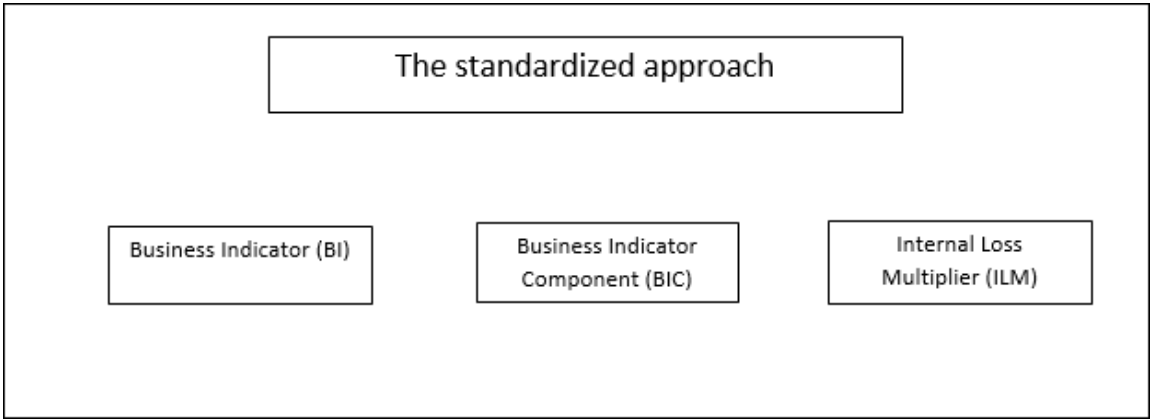 The standardized approach
Business Indicator (BI)
Business Indicator
Component (BIC)
Internal Loss
Multiplier (ILM)